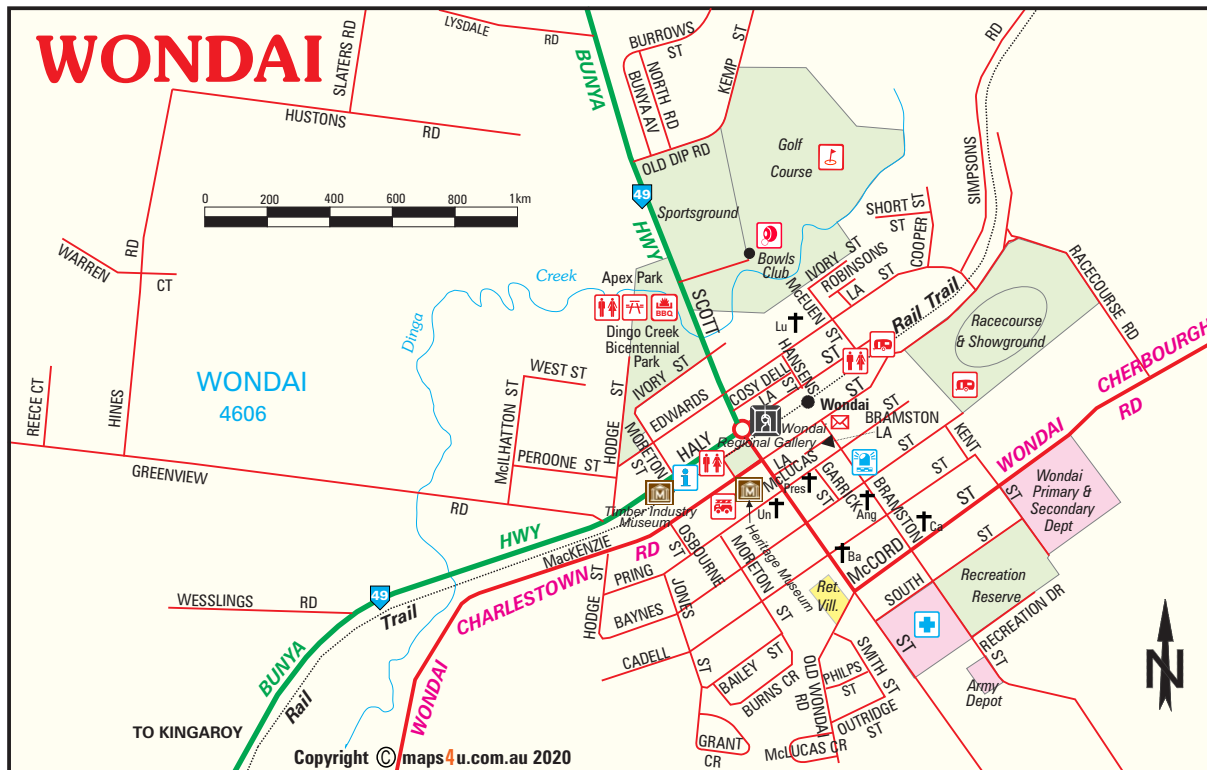 WONDAI
SLATERS RD
LYSDALE RD
HUSTONS RD
0 200 400 600 800 1km
WARREN CT
HINES RD
REECE CT
GREENVIEW RD
WONDAI
4606
Dinga Creek
BUNYA HWY
49
SCOTT
BURROWS ST
NORTH RD
BUNYA AV
KEMP ST
OLD DIP RD
Golf
Course
Sportsground
Bowls
Club
Apex Park
BBQ
Dingo Creek
Bicentennial
Park
SHORT ST
COOPER ST
IVORY ST
ROBINSONS LA
McEUEN ST
ST
SIMPSONS RD
Rail Trail
RACECOURSE RD
Racecourse
& Showground
Lu
HANSENS
COSY DELL LA
ST
ST
ST
WEST ST
McILHATTON ST
PEROONE ST
HODGE ST
IVORY ST
EDWARDS
MORETON ST
HALY
Wondai
Wondai
Regional Gallery
BRAMSTON
LA
McLUCAS LA
GARRICK ST
BRAMSTON
ST
KENT ST
WONDAI CHERBOURGH RD
Wondai
Primary &
Secondary
Dept
Pres
Un
Ang
Ca
Ba
i
M
Timber Industry
Museum
M
Heritage Museum
HWY
MacKENZIE
WONDAI CHARLESTOWN RD
OSBOURNE ST
MORETON ST
McCORD ST
SOUTH ST
ST
Recreation
Reserve
RECREATION DR
ST
Army
Depot
Ret.
Vill.
HODGE ST
PRING
BAYNES
JONES ST
CADELL
BAILEY ST
BURNS CR
OLD WONDAI RD
SMITH ST
PHILPS ST
OUTRIDGE ST
McLUCAS CR
GRANT
CR
WESSLINGS RD
49
BUNYA
Rail Trail
TO KINGAROY
N
Copyright © maps4u.com.au 2020